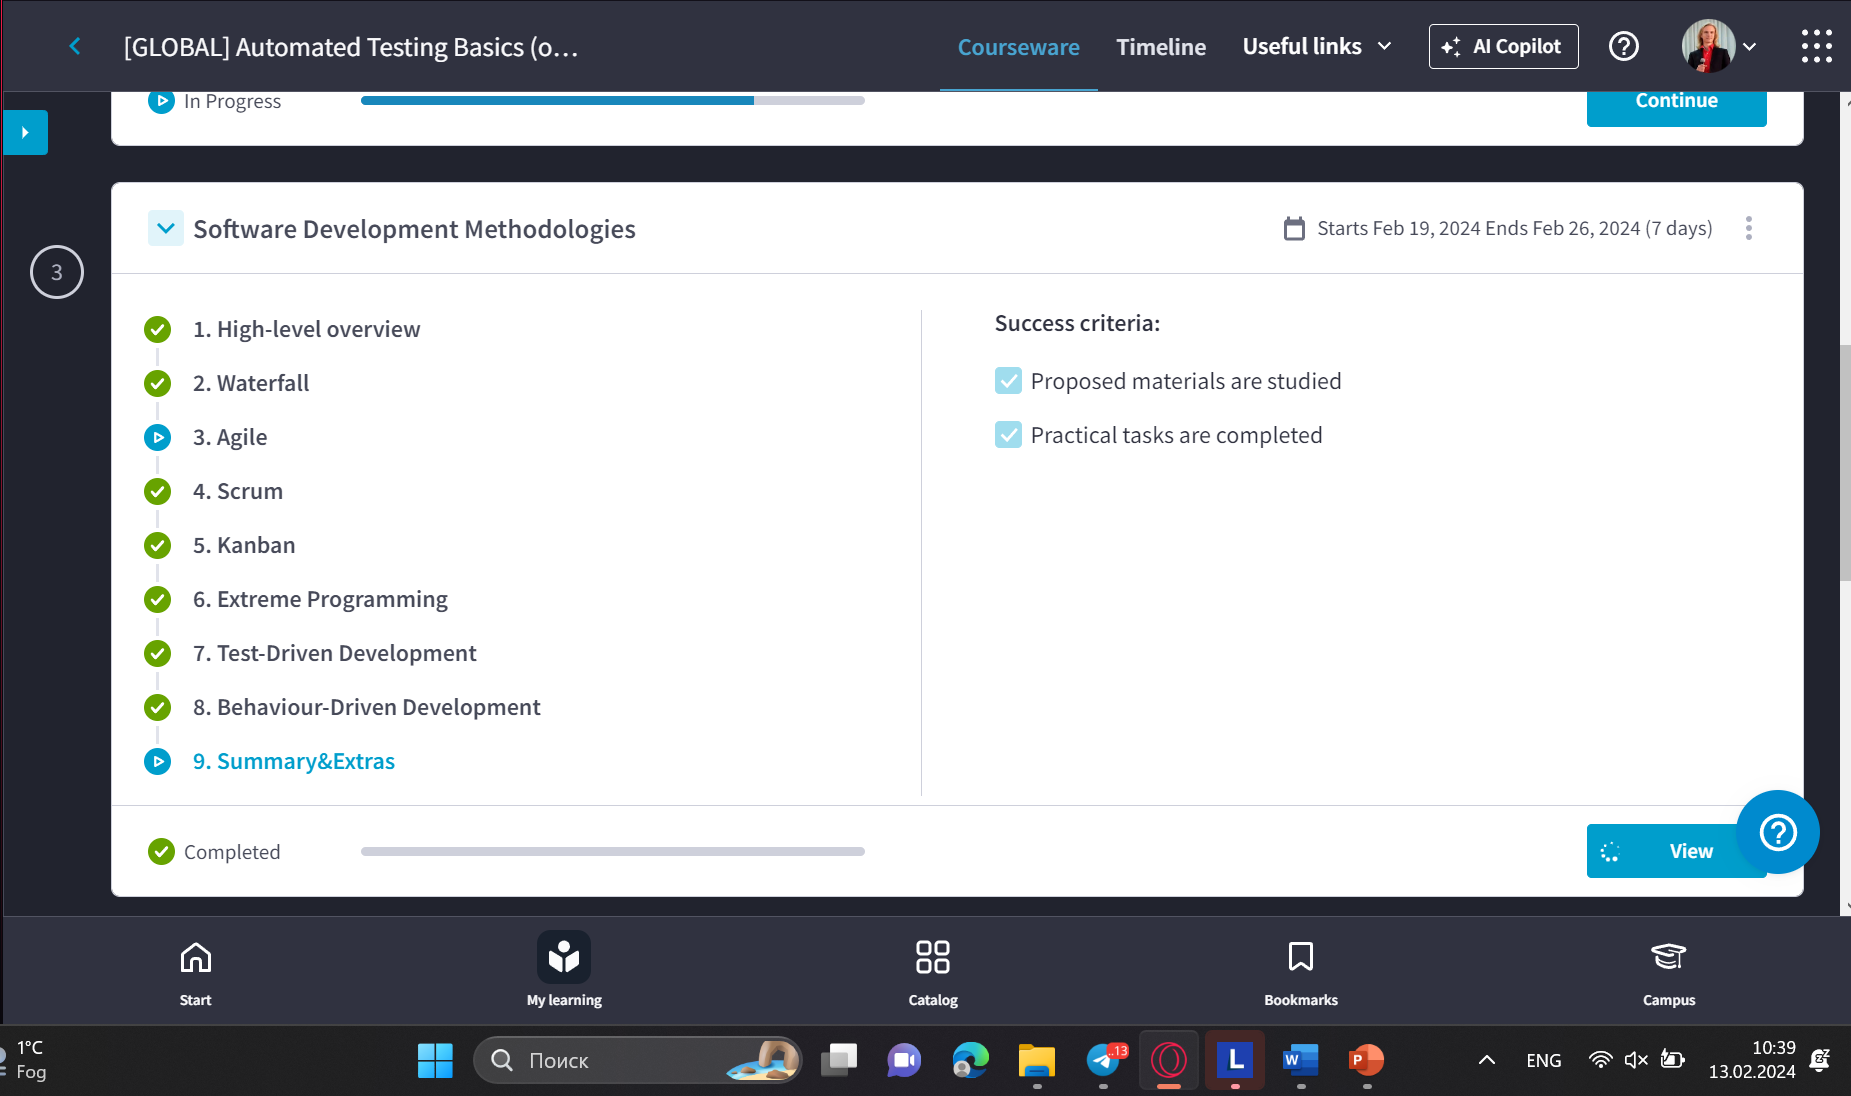 [GLOBAL] Automated Testing Basics (o...
Courseware
Timeline
Useful links
AI Copilot
In Progress
Continue
3
Software Development Methodologies
Starts Feb 19, 2024 Ends Feb 26, 2024 (7 days)
1. High-level overview
2. Waterfall
3. Agile
4. Scrum
5. Kanban
6. Extreme Programming
7. Test-Driven Development
8. Behaviour-Driven Development
9. Summary&Extras
Success criteria:
Proposed materials are studied
Practical tasks are completed
Completed
View
Start
My learning
Catalog
Bookmarks
Campus
1°C
Fog
Поиск
..13
L
W
P
ENG
10:39
13.02.2024